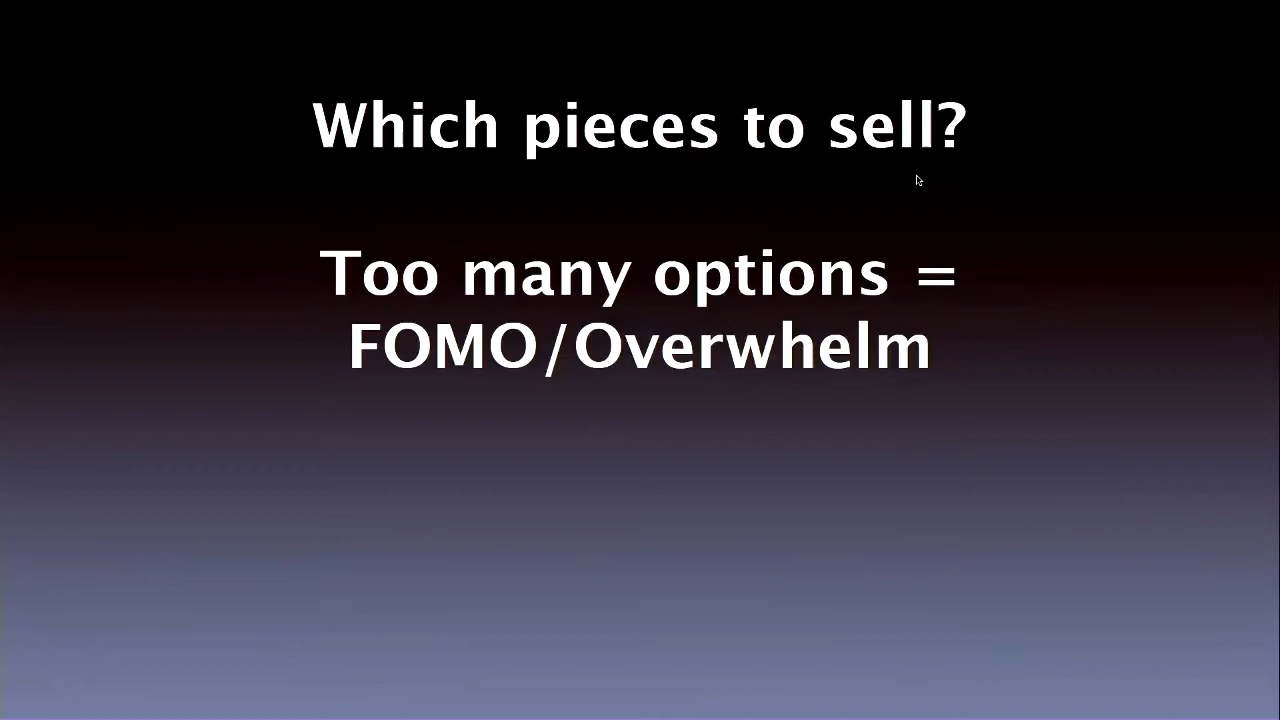 Which pieces to sell?
Too many options =
FOMO/Overwhelm